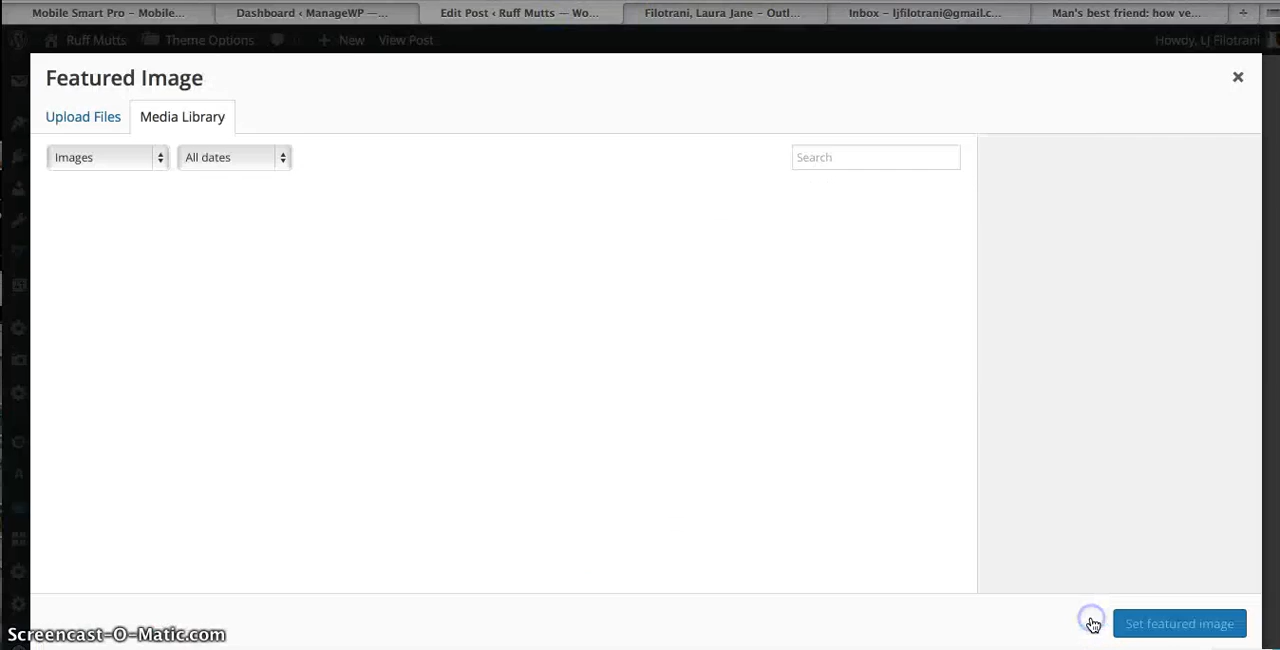 Mobile Smart Pro – Mobile... Dashboard ‹ ManageWP —... Edit Post ‹ Ruff Mutts — Wo... Filotrani, Laura Jane – Outl... Inbox – ljfilotrani@gmail.c... Man's best friend: how ve... +
Ruff Mutts Theme Options + New View Post Howdy, LJ Filotrani
Featured Image ×
Upload Files Media Library
Images All dates Search
Set featured image
Screencast-O-Matic.com